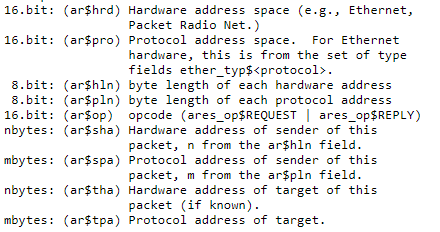 16.bit: (ar$hrd) Hardware address space (e.g., Ethernet,
Packet Radio Net.)
16.bit: (ar$pro) Protocol address space.  For Ethernet
hardware, this is from the set of type
fields ether_typ$<protocol>.
8.bit: (ar$hln) byte length of each hardware address
8.bit: (ar$pln) byte length of each protocol address
16.bit: (ar$op)  opcode (ares_op$REQUEST | ares_op$REPLY)
nbytes: (ar$sha) Hardware address of sender of this
packet, n from the ar$hln field.
mbytes: (ar$spa) Protocol address of sender of this
packet, m from the ar$pln field.
nbytes: (ar$tha) Hardware address of target of this
packet (if known).
mbytes: (ar$tpa) Protocol address of target.